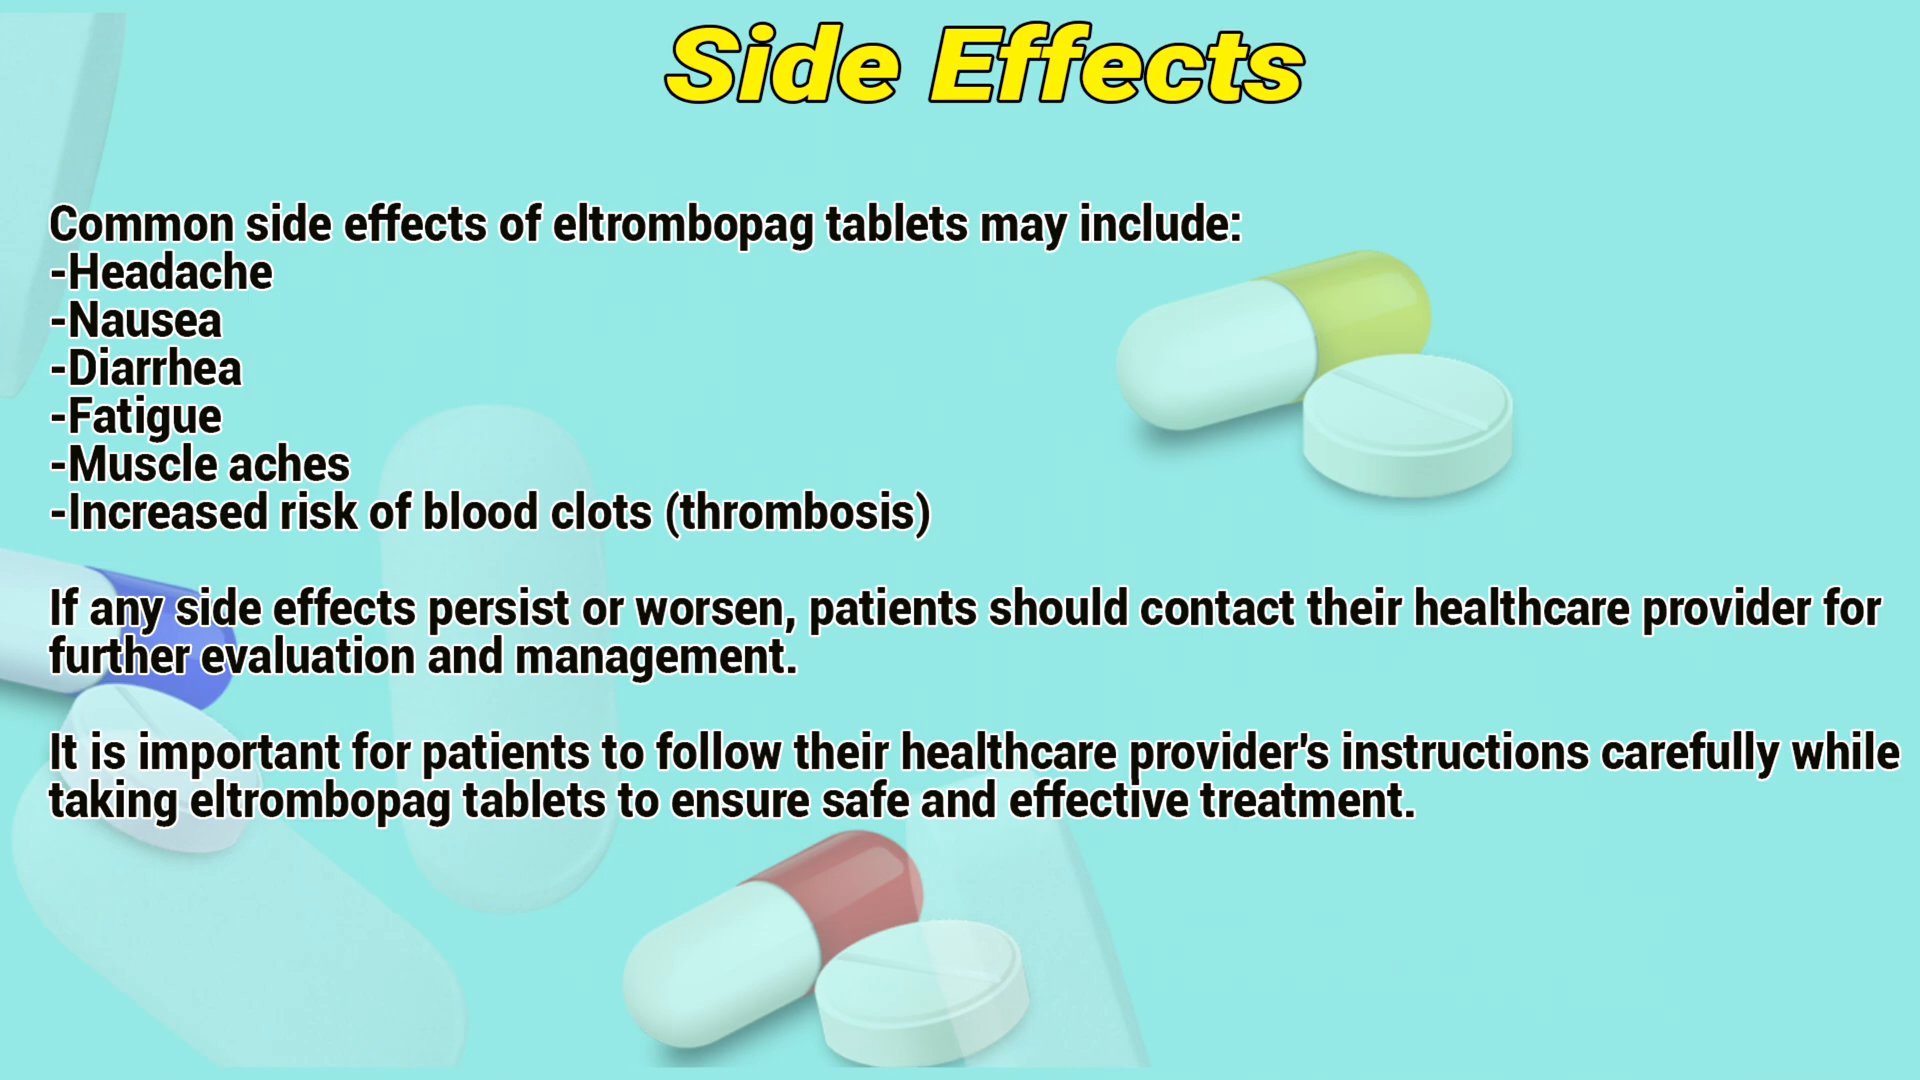 Side Effects
Common side effects of eltrombopag tablets may include:
-Headache
-Nausea
-Diarrhea
-Fatigue
-Muscle aches
-Increased risk of blood clots (thrombosis)
If any side effects persist or worsen, patients should contact their healthcare provider for
further evaluation and management.
It is important for patients to follow their healthcare provider's instructions carefully while
taking eltrombopag tablets to ensure safe and effective treatment.